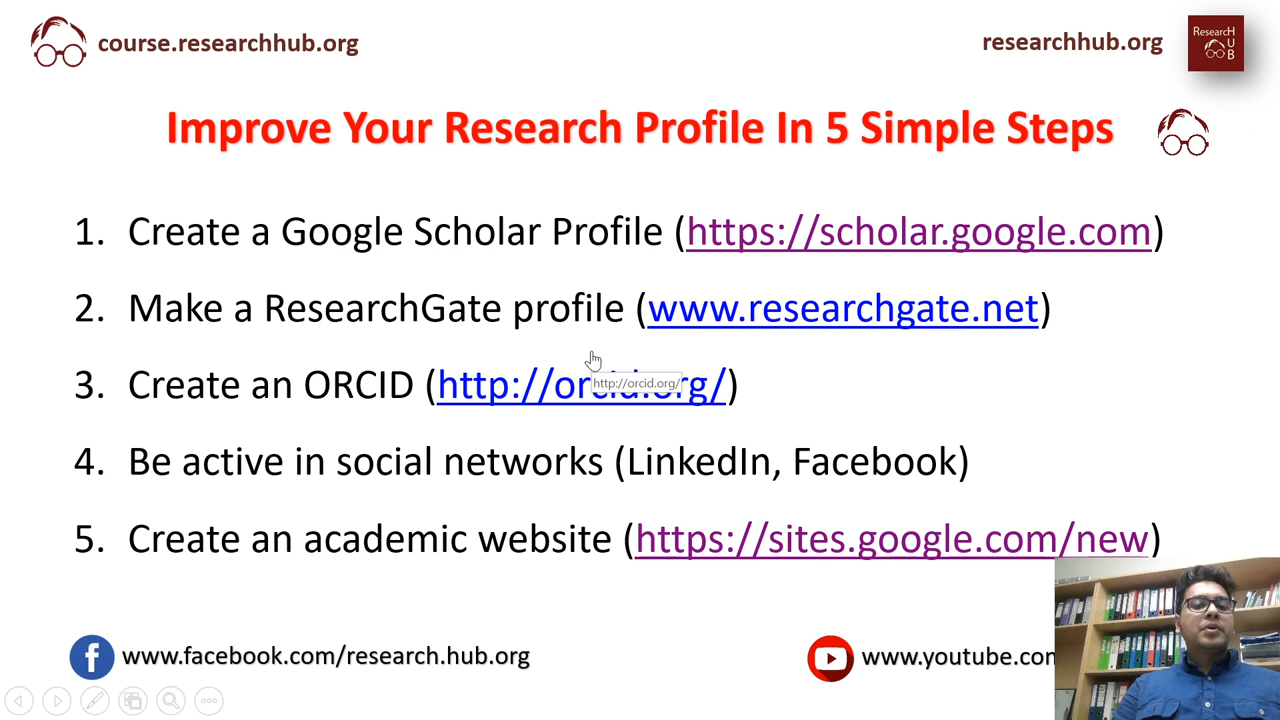 course.researchhub.org
researchhub.org
ResearcH
U
B
Improve Your Research Profile In 5 Simple Steps
1. Create a Google Scholar Profile (https://scholar.google.com)
2. Make a ResearchGate profile (www.researchgate.net)
3. Create an ORCID (http://orcid.org/)
http://orcid.org/
4. Be active in social networks (LinkedIn, Facebook)
5. Create an academic website (https://sites.google.com/new)
f www.facebook.com/research.hub.org
www.youtube.com